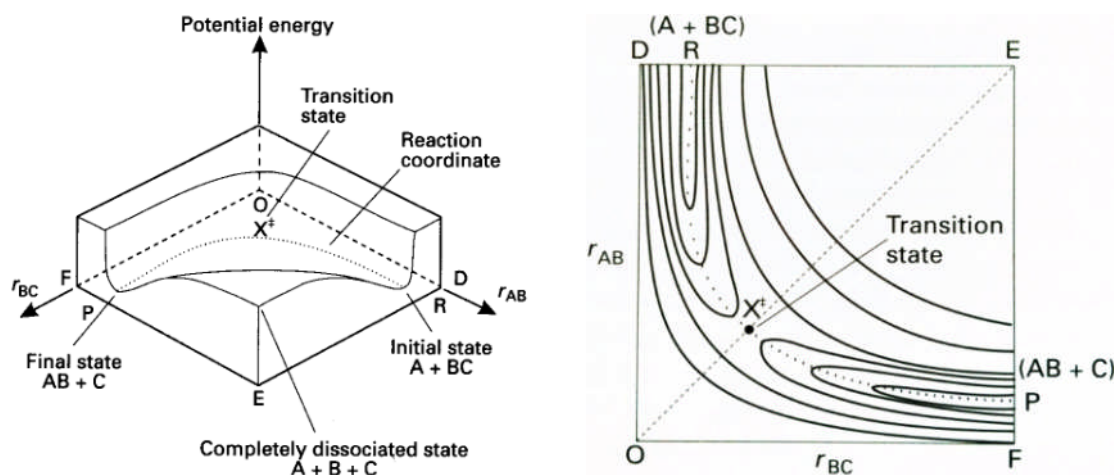 Potential energy
Transition
state
Reaction
coordinate
O
X‡
F
D
r_BC
r_AB
P
R
Final state
AB + C
Initial state
A + BC
E
Completely dissociated state
A + B + C
(A + BC)
D
R
E
r_AB
Transition
state
X‡
(AB + C)
P
O
r_BC
F